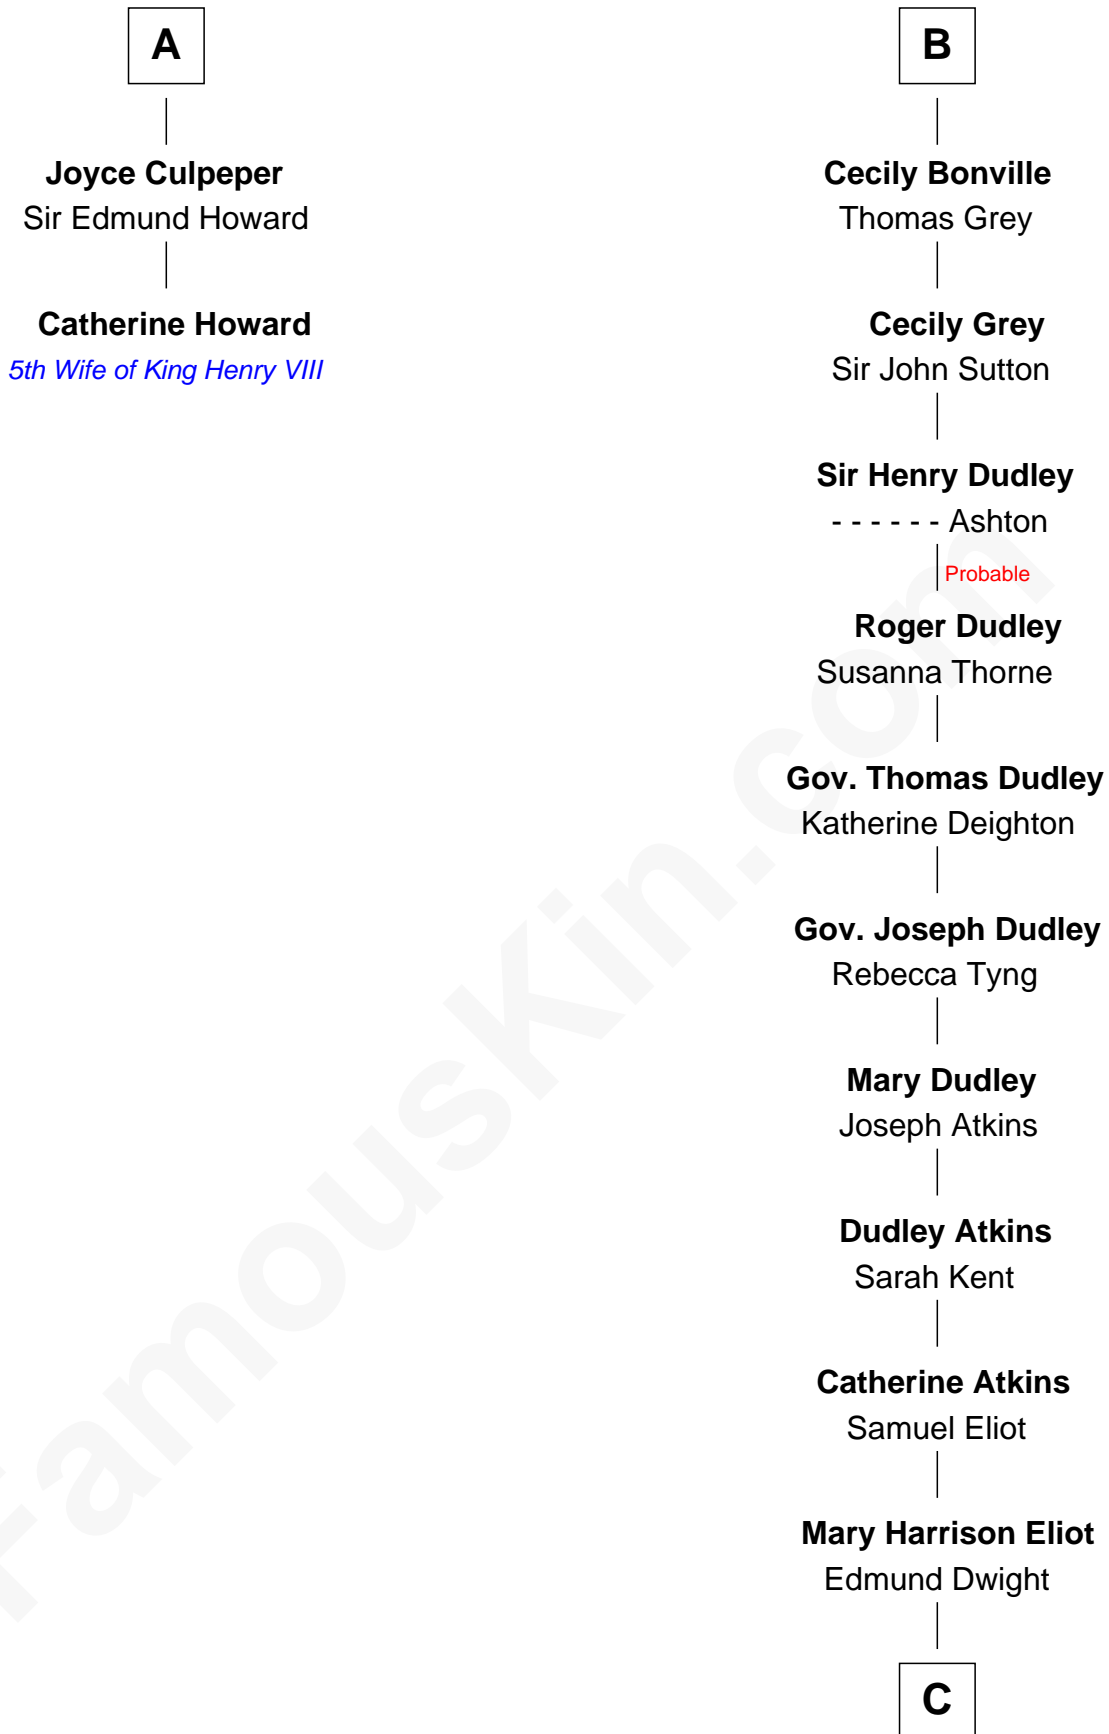 A
Joyce Culpeper
Sir Edmund Howard
Catherine Howard
5th Wife of King Henry VIII
B
Cecily Bonville
Thomas Grey
Cecily Grey
Sir John Sutton
Sir Henry Dudley
- - - - - - Ashton
Probable
Roger Dudley
Susanna Thorne
Gov. Thomas Dudley
Katherine Deighton
Gov. Joseph Dudley
Rebecca Tyng
Mary Dudley
Joseph Atkins
Dudley Atkins
Sarah Kent
Catherine Atkins
Samuel Eliot
Mary Harrison Eliot
Edmund Dwight
C
FamousKin.com